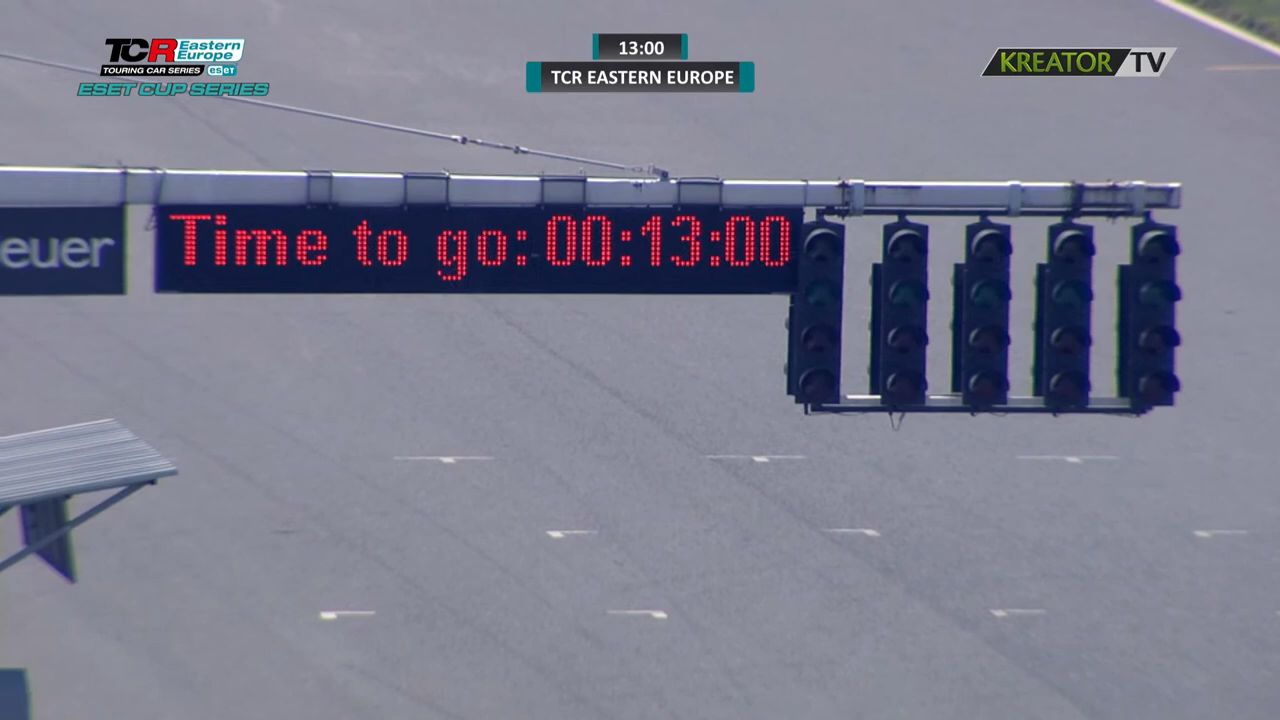 TCR Eastern Europe
TOURING CAR SERIES eset
ESET CUP SERIES
13:00
TCR EASTERN EUROPE
KREATOR TV
euer
Time to go:00:13:00